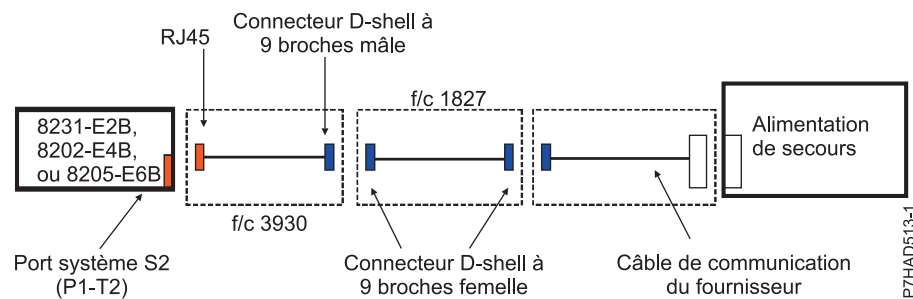 Connecteur D-shell à
9 broches mâle
RJ45
f/c 1827
8231-E2B,
8202-E4B,
ou 8205-E6B
Alimentation
de secours
f/c 3930
Port système S2
(P1-T2)
Connecteur D-shell à
9 broches femelle
Câble de communication
du fournisseur
P7HAD513-1